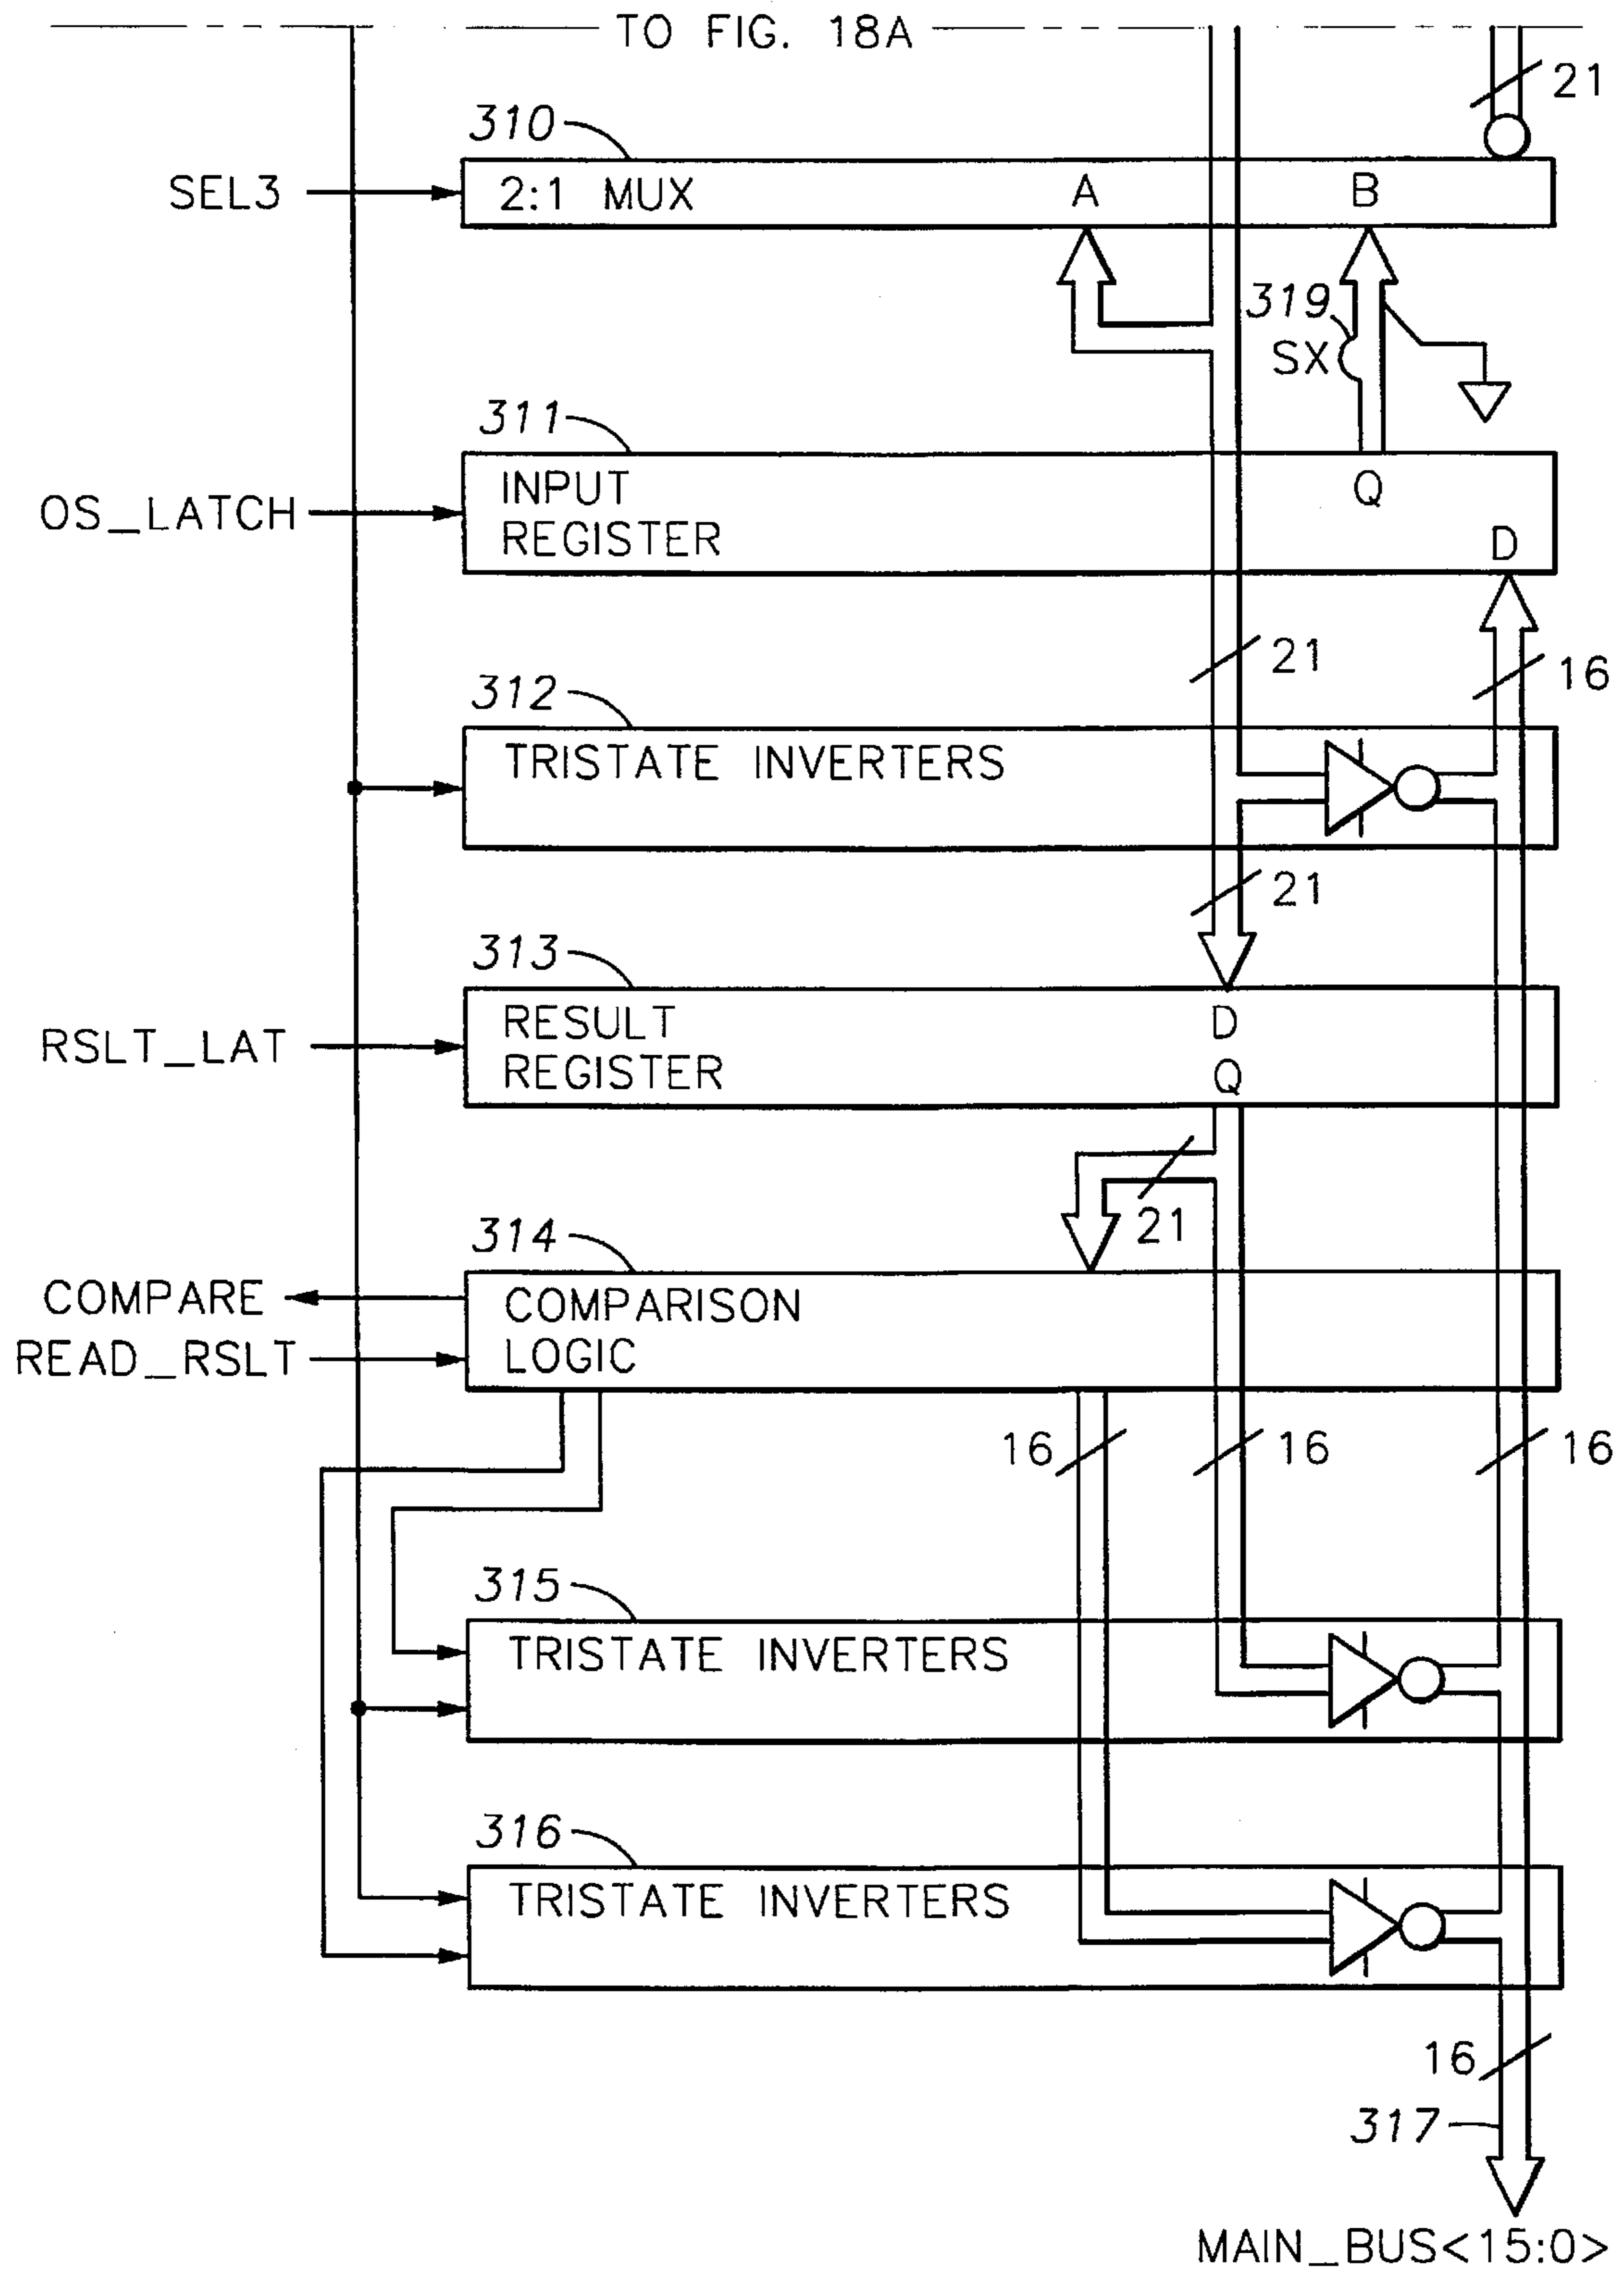 TO FIG. 18A
21
310
SEL3
2:1 MUX
A
B
319
SX
311
OS_LATCH
INPUT
REGISTER
Q
D
21
16
312
TRISTATE INVERTERS
21
313
RSLT_LAT
RESULT
REGISTER
D
Q
21
314
COMPARE
READ_RSLT
COMPARISON
LOGIC
16
16
16
315
TRISTATE INVERTERS
316
TRISTATE INVERTERS
16
317
MAIN_BUS<15:0>